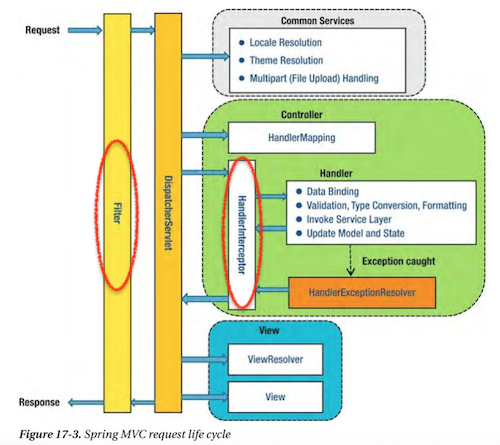 Request
Common Services
Locale Resolution
Theme Resolution
Multipart (File Upload) Handling
Controller
HandlerMapping
Filter
DispatcherServlet
HandlerInterceptor
Handler
Data Binding
Validation, Type Conversion, Formatting
Invoke Service Layer
Update Model and State
Exception caught
HandlerExceptionResolver
View
ViewResolver
View
Response
Figure 17-3. Spring MVC request life cycle